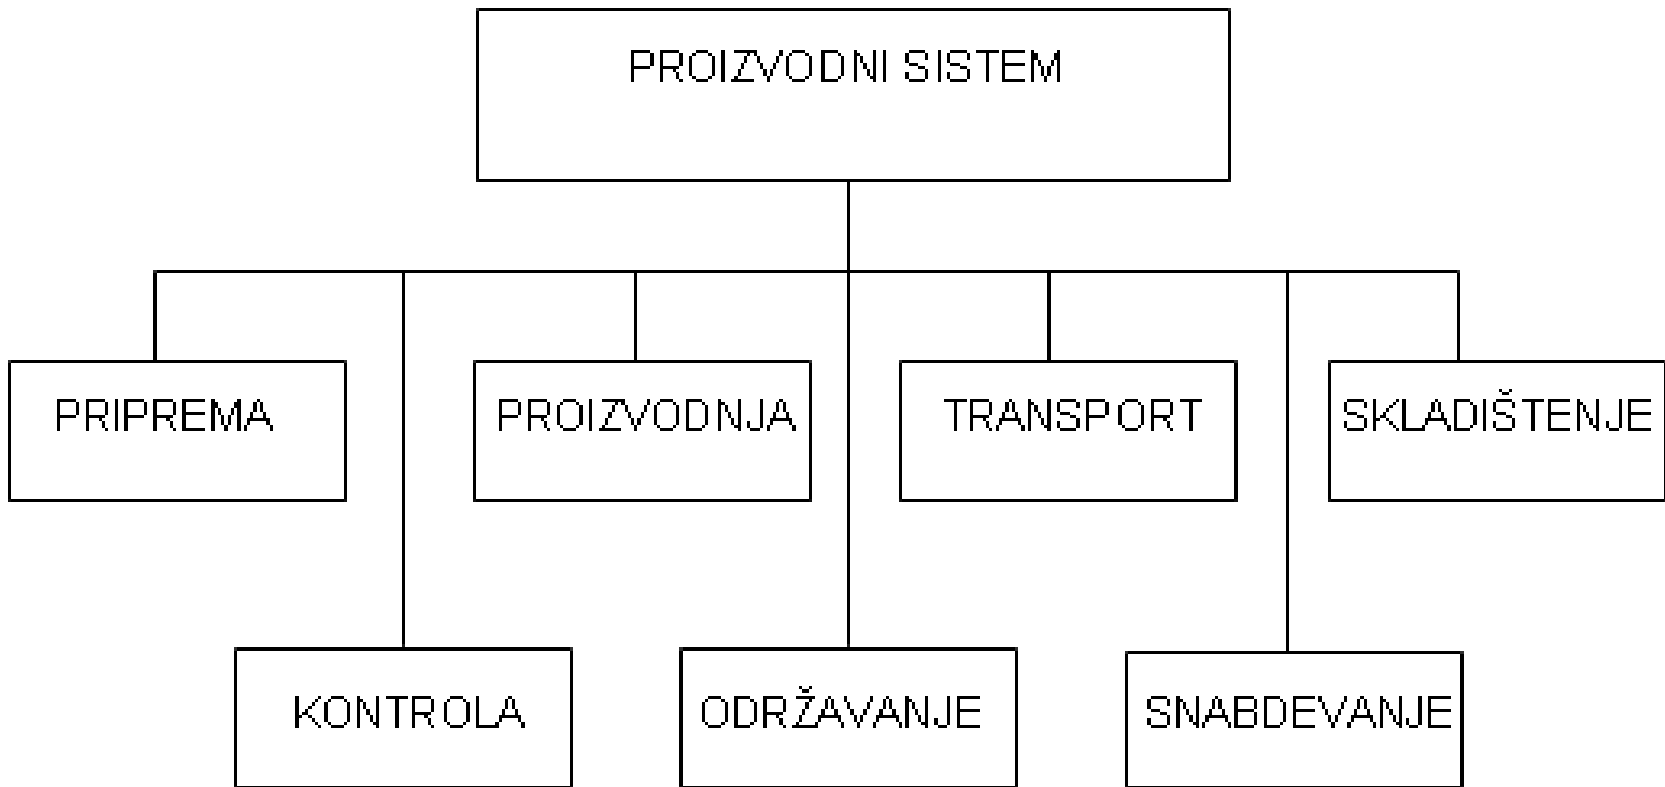 PROIZVODNI SISTEM
PRIPREMA
PROIZVODNJA
TRANSPORT
SKLADIŠTENJE
KONTROLA
ODRŽAVANJE
SNABDEVANJE